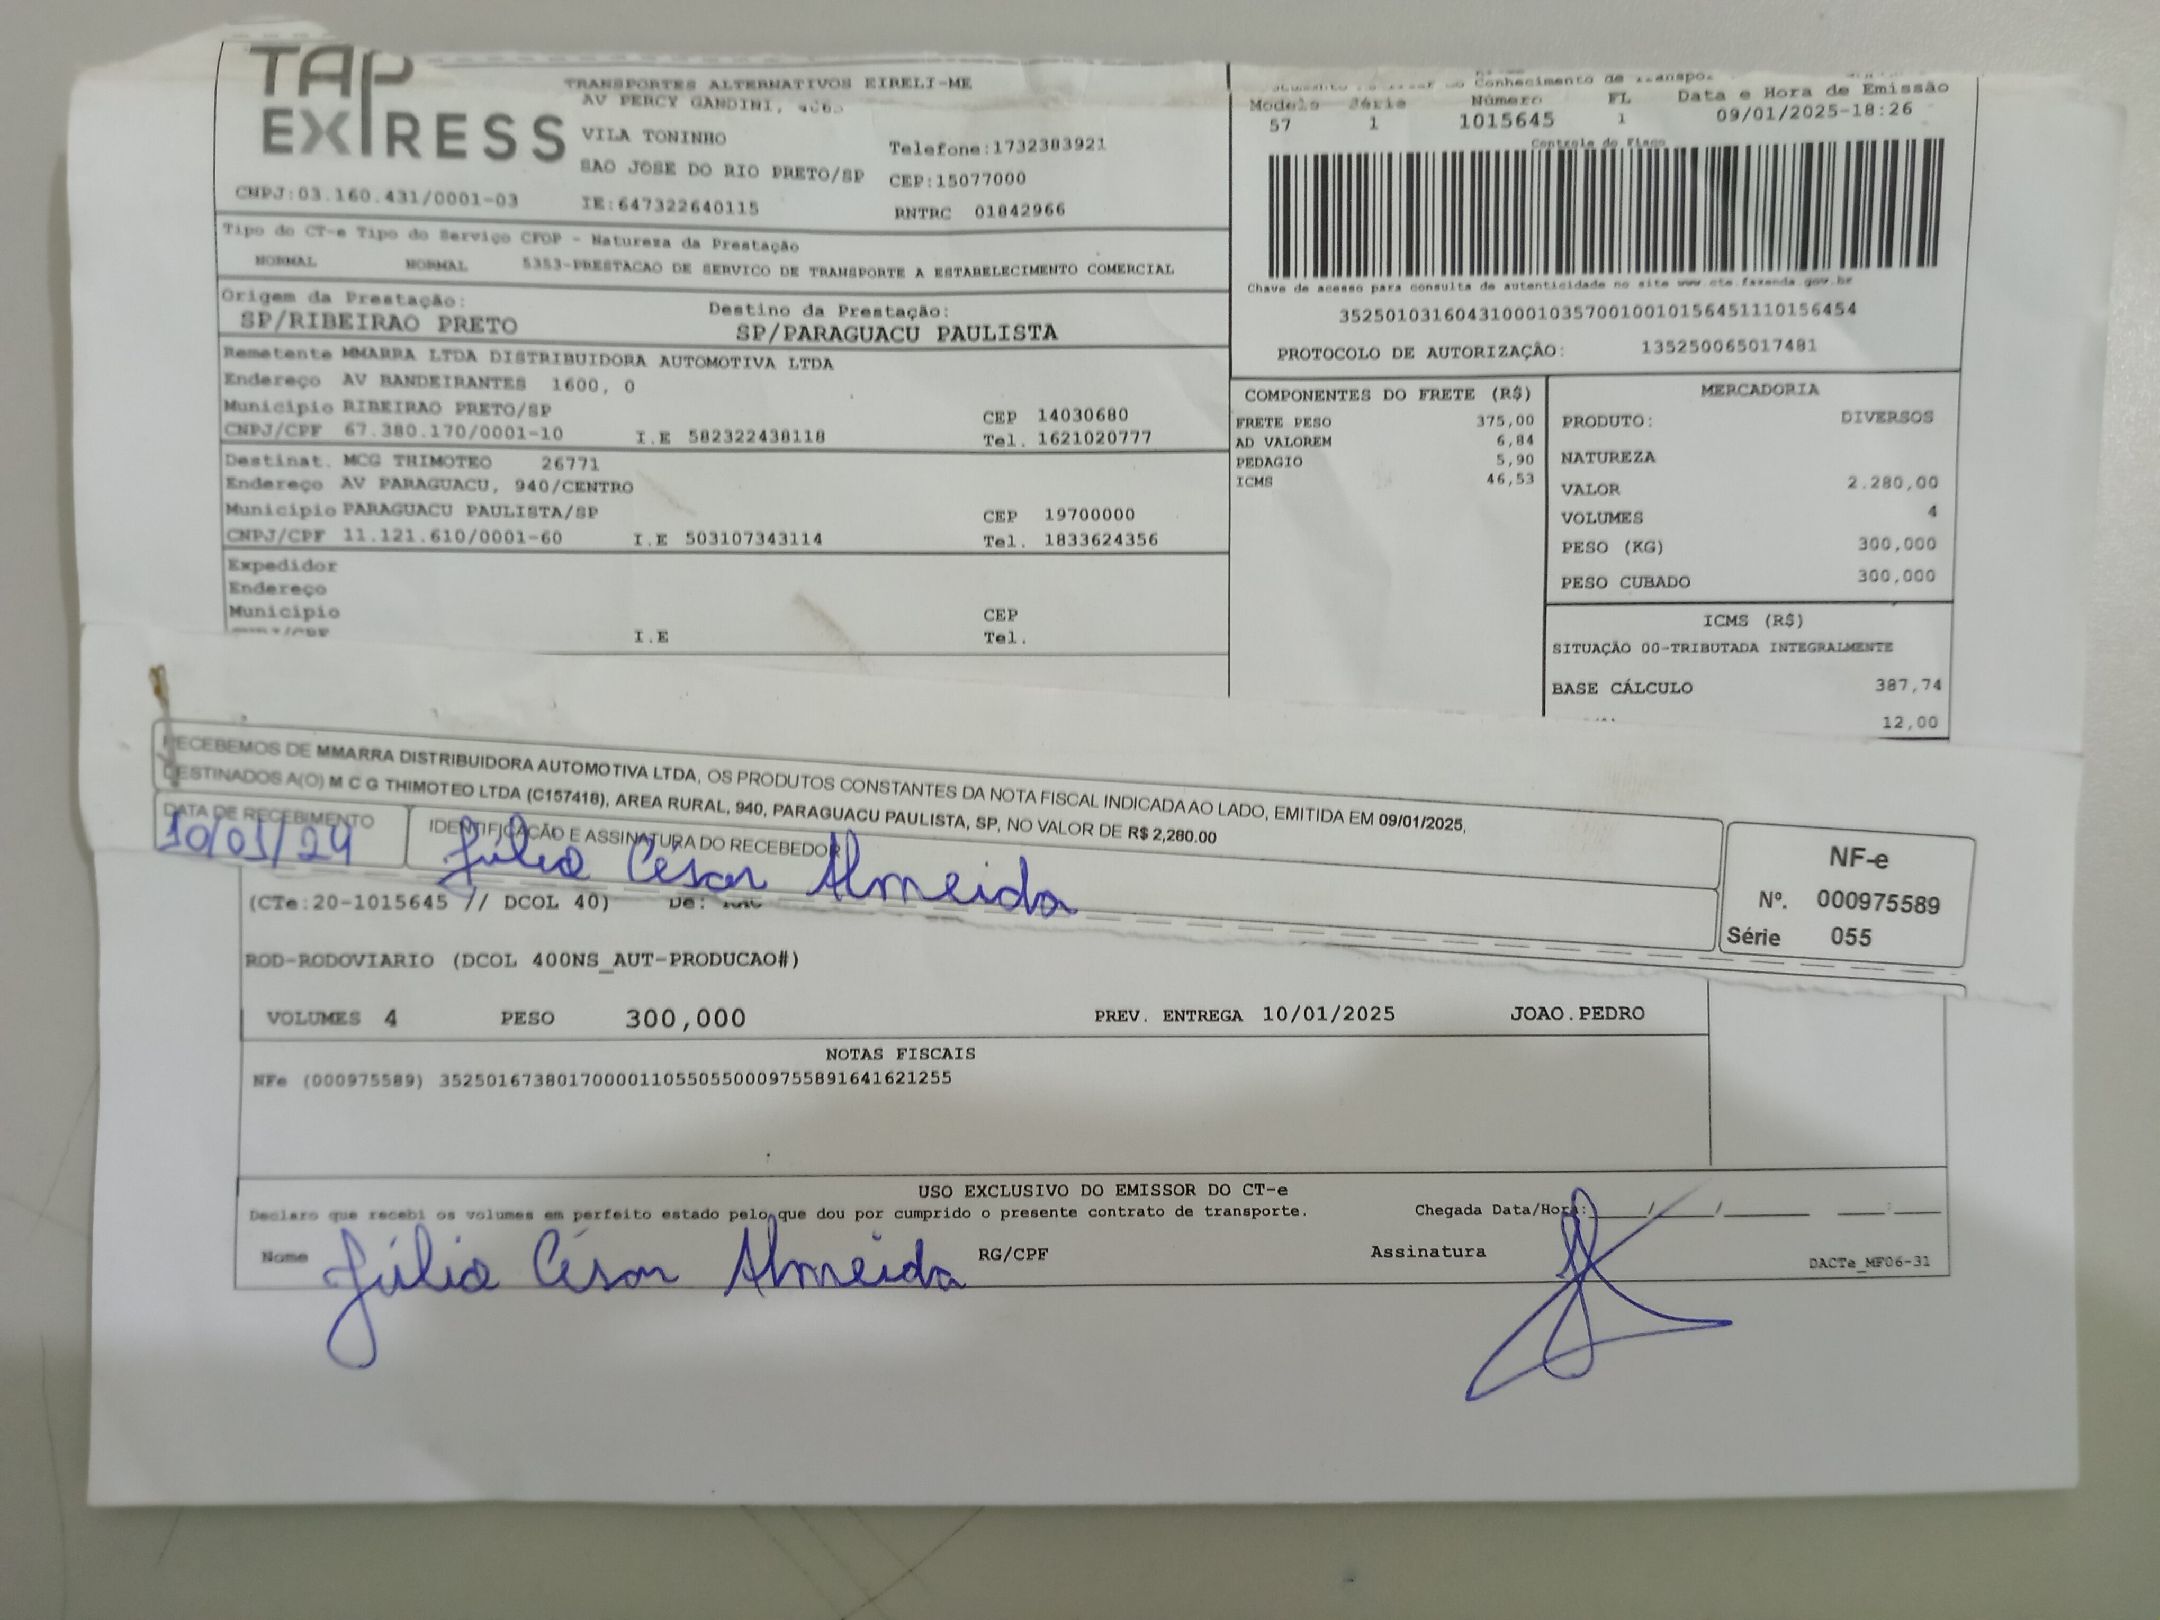 TAP EXPRESS
TRANSPORTES ALTERNATIVOS EIRELI-ME
AV PERCY GANDINI,
VILA TONINHO
Telefone:1732383921
SAO JOSE DO RIO PRETO/SP CEP:15077000
CNPJ:03.160.431/0001-03 IE:647322640115 RNTRC 01842966
Conhecimento de
Modelo Série Número FL Data e Hora de Emissão
57 1 1015645 1 09/01/2025-18:26
Controle do Fisco
Chave de acesso para consulta de autenticidade no site www.cte.fazenda.gov.br
35250103160431000103570010010156451110156454
PROTOCOLO DE AUTORIZAÇÃO: 135250065017481
Tipo do CT-e Tipo do Serviço CFOP - Natureza da Prestação
NORMAL NORMAL 5353-PRESTACAO DE SERVICO DE TRANSPORTE A ESTABELECIMENTO COMERCIAL
Origem da Prestação: Destino da Prestação:
SP/RIBEIRAO PRETO SP/PARAGUACU PAULISTA
Remetente MMARRA LTDA DISTRIBUIDORA AUTOMOTIVA LTDA
Endereço AV BANDEIRANTES 1600, 0
Municipio RIBEIRAO PRETO/SP CEP 14030680
CNPJ/CPF 67.380.170/0001-10 I.E 582322438118 Tel. 1621020777
Destinat. MCG THIMOTEO 26771
Endereço AV PARAGUACU, 940/CENTRO
Municipio PARAGUACU PAULISTA/SP CEP 19700000
CNPJ/CPF 11.121.610/0001-60 I.E 503107343114 Tel. 1833624356
Expedidor
Endereço
Municipio CEP
I.E Tel.
COMPONENTES DO FRETE (R$)
FRETE PESO 375,00
AD VALOREM 6,84
PEDAGIO 5,90
ICMS 46,53
MERCADORIA
PRODUTO: DIVERSOS
NATUREZA
VALOR 2.280,00
VOLUMES 4
PESO (KG) 300,000
PESO CUBADO 300,000
ICMS (R$)
SITUAÇÃO 00-TRIBUTADA INTEGRALMENTE
BASE CÁLCULO 387,74
12,00
RECEBEMOS DE MMARRA DISTRIBUIDORA AUTOMOTIVA LTDA, OS PRODUTOS CONSTANTES DA NOTA FISCAL INDICADA AO LADO, EMITIDA EM 09/01/2025,
DESTINADOS A(O) M C G THIMOTEO LTDA (C157418), AREA RURAL, 940, PARAGUACU PAULISTA, SP, NO VALOR DE R$ 2,280.00
DATA DE RECEBIMENTO IDENTIFICAÇÃO E ASSINATURA DO RECEBEDOR
10/01/24 Júlio César Almeida
NF-e
Nº. 000975589
Série 055
(CTe:20-1015645 // DCOL 40) De:
ROD-RODOVIARIO (DCOL 400NS_AUT-PRODUCAO#)
VOLUMES 4 PESO 300,000 PREV. ENTREGA 10/01/2025 JOAO.PEDRO
NOTAS FISCAIS
NFe (000975589) 35250167380170000110550550009755891641621255
USO EXCLUSIVO DO EMISSOR DO CT-e
Declaro que recebi os volumes em perfeito estado pelo que dou por cumprido o presente contrato de transporte. Chegada Data/Hora: ____/____/____ ____:____
Nome Júlio César Almeida RG/CPF Assinatura DACTe_MF06-31